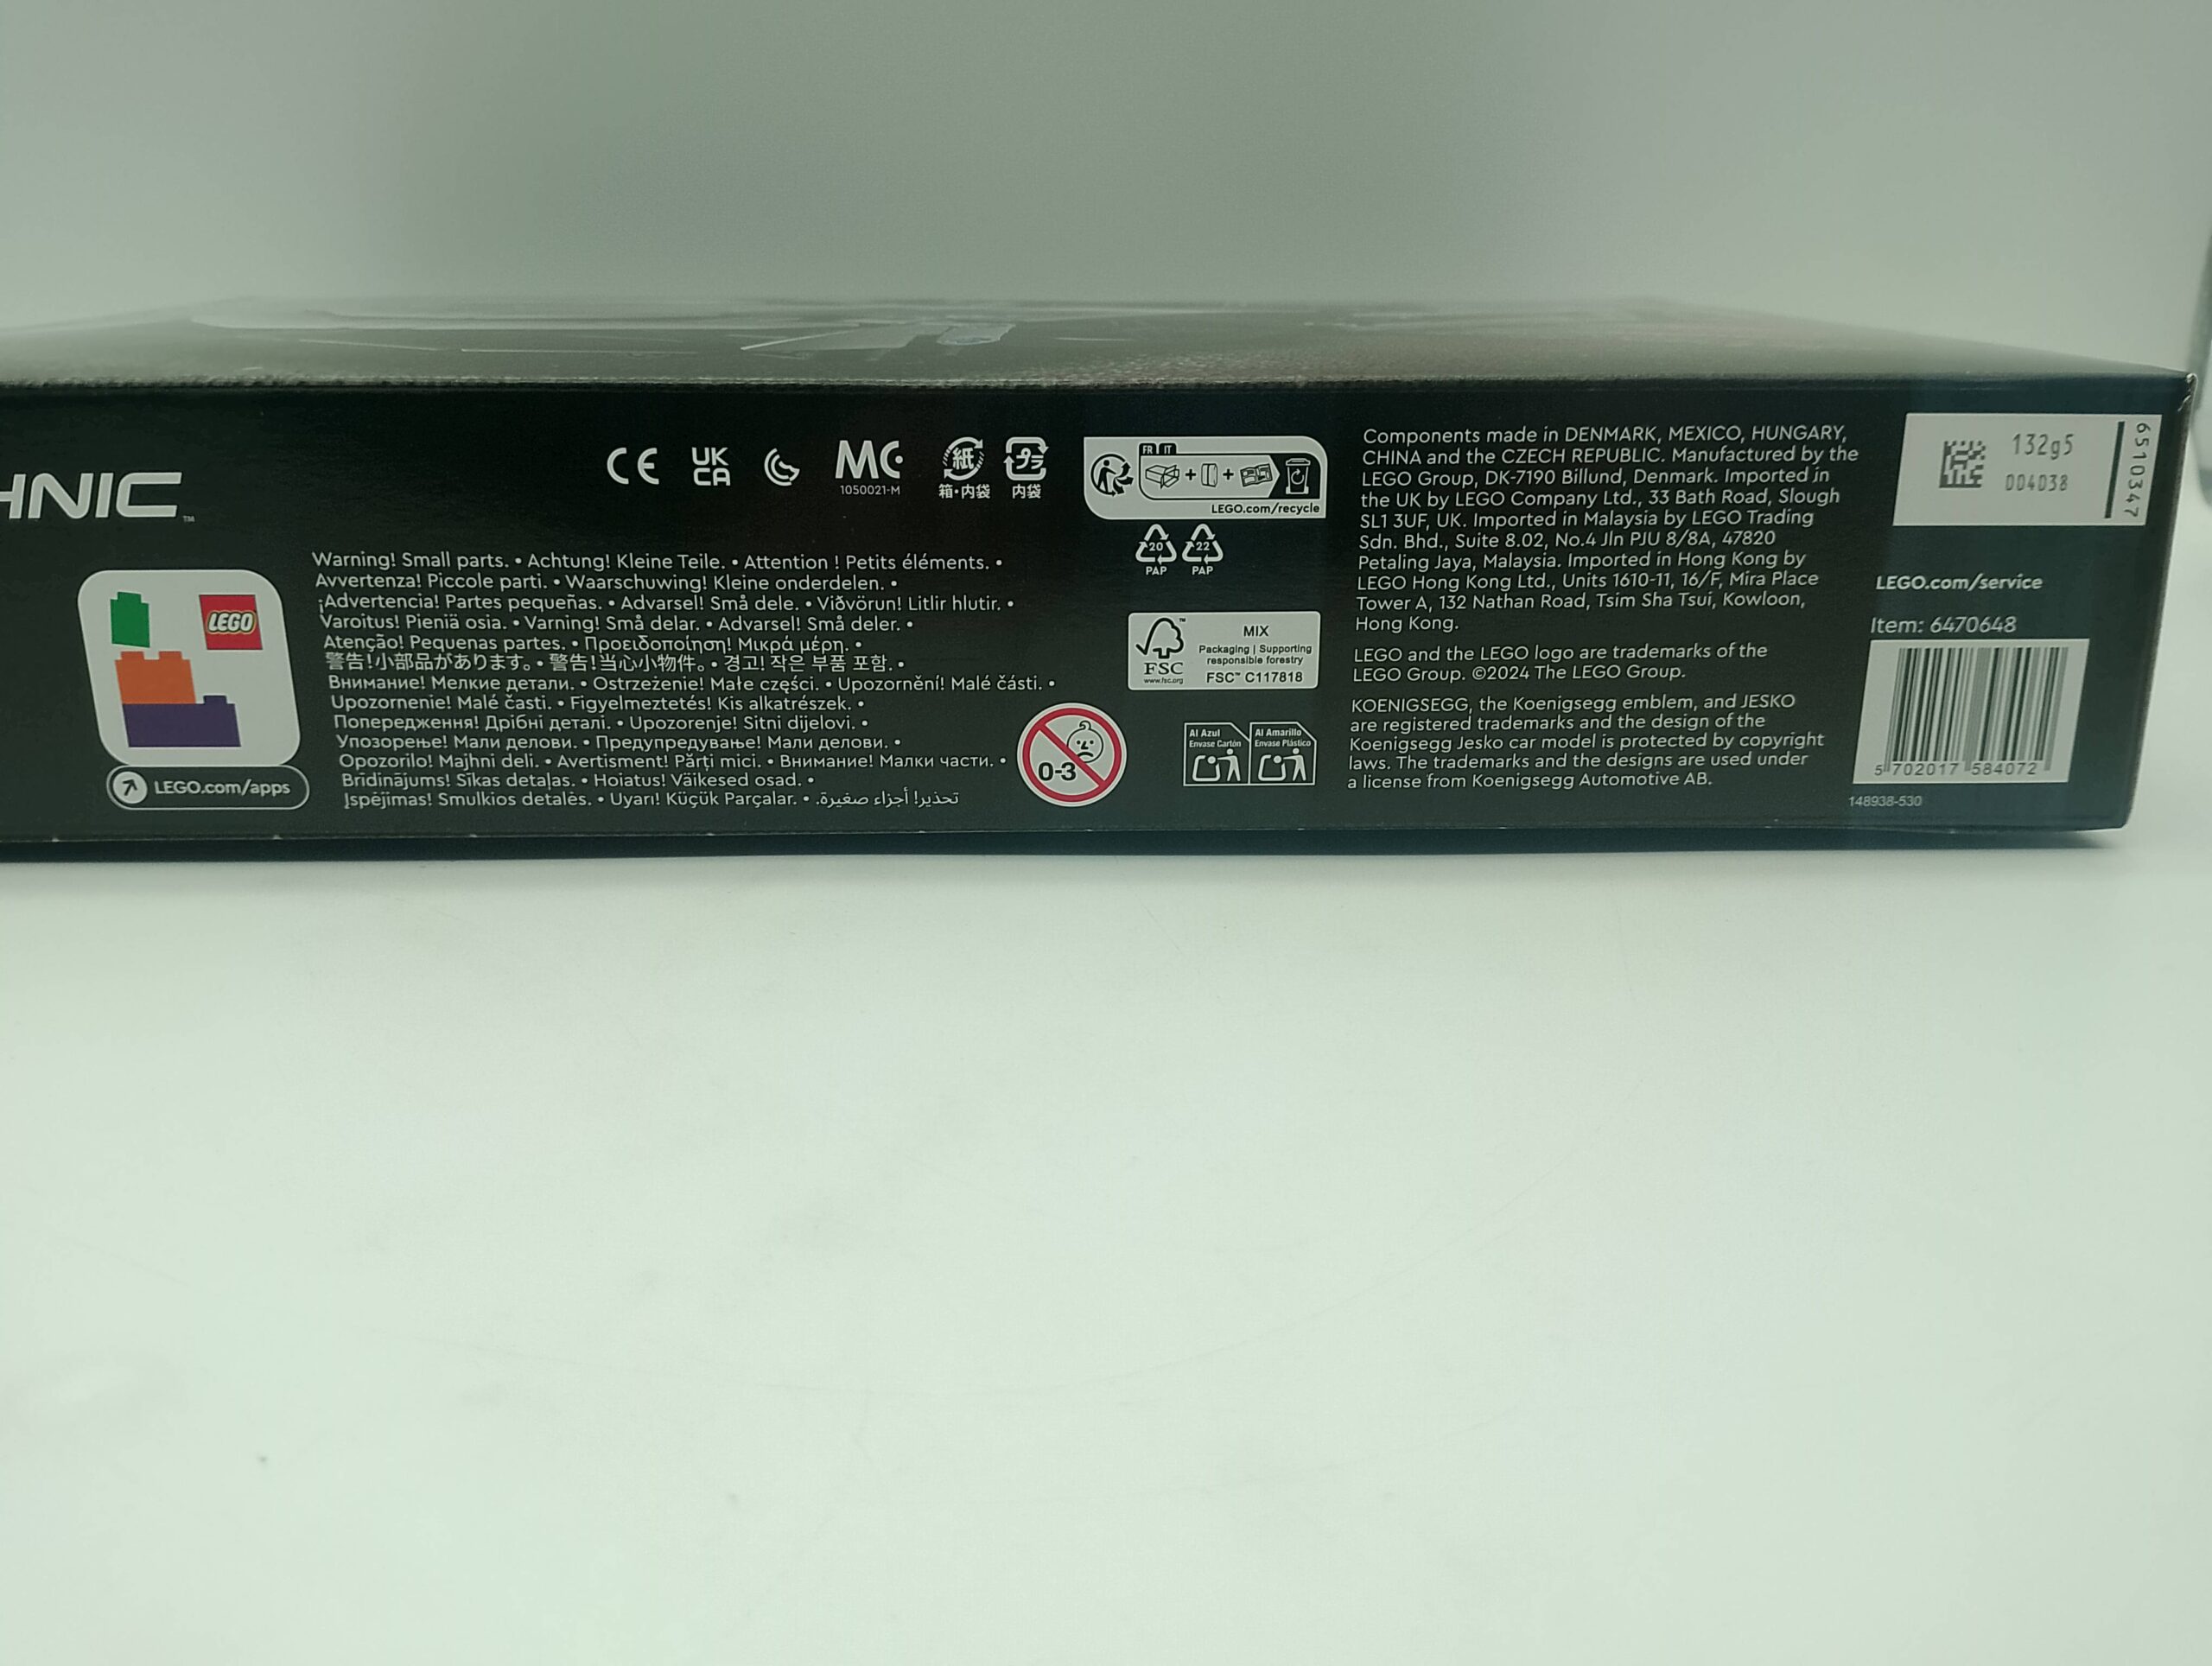 HNIC™
LEGO
LEGO.com/apps
CE
UK
CA
MC
1050021-M
紙
箱・内袋
プラ
内袋
FR IT
LEGO.com/recycle
20
PAP
22
PAP
Warning! Small parts. • Achtung! Kleine Teile. • Attention ! Petits éléments. •
Avvertenza! Piccole parti. • Waarschuwing! Kleine onderdelen. •
¡Advertencia! Partes pequeñas. • Advarsel! Små dele. • Viðvörun! Litlir hlutir. •
Varoitus! Pieniä osia. • Varning! Små delar. • Advarsel! Små deler. •
Atenção! Pequenas partes. • Προειδοποίηση! Μικρά μέρη. •
警告!小部品があります。• 警告!当心小物件。• 경고! 작은 부품 포함. •
Внимание! Мелкие детали. • Ostrzeżenie! Małe części. • Upozornění! Malé části. •
Upozornenie! Malé časti. • Figyelmeztetés! Kis alkatrészek. •
Попередження! Дрібні деталі. • Upozorenje! Sitni dijelovi. •
Упозорење! Мали делови. • Предупредување! Мали делови. •
Opozorilo! Majhni deli. • Avertisment! Părți mici. • Внимание! Малки части. •
Brīdinājums! Sīkas detaļas. • Hoiatus! Väikesed osad. •
Įspėjimas! Smulkios detalės. • Uyarı! Küçük Parçalar. • تحذير! أجزاء صغيرة.
0-3
FSC™
www.fsc.org
MIX
Packaging | Supporting
responsible forestry
FSC™ C117818
Al Azul
Envase Cartón
Al Amarillo
Envase Plástico
Components made in DENMARK, MEXICO, HUNGARY,
CHINA and the CZECH REPUBLIC. Manufactured by the
LEGO Group, DK-7190 Billund, Denmark. Imported in
the UK by LEGO Company Ltd., 33 Bath Road, Slough
SL1 3UF, UK. Imported in Malaysia by LEGO Trading
Sdn. Bhd., Suite 8.02, No.4 Jln PJU 8/8A, 47820
Petaling Jaya, Malaysia. Imported in Hong Kong by
LEGO Hong Kong Ltd., Units 1610-11, 16/F, Mira Place
Tower A, 132 Nathan Road, Tsim Sha Tsui, Kowloon,
Hong Kong.
LEGO and the LEGO logo are trademarks of the
LEGO Group. ©2024 The LEGO Group.
KOENIGSEGG, the Koenigsegg emblem, and JESKO
are registered trademarks and the design of the
Koenigsegg Jesko car model is protected by copyright
laws. The trademarks and the designs are used under
a license from Koenigsegg Automotive AB.
132g5
004038
6510347
LEGO.com/service
Item: 6470648
5 702017 584072
148938-530